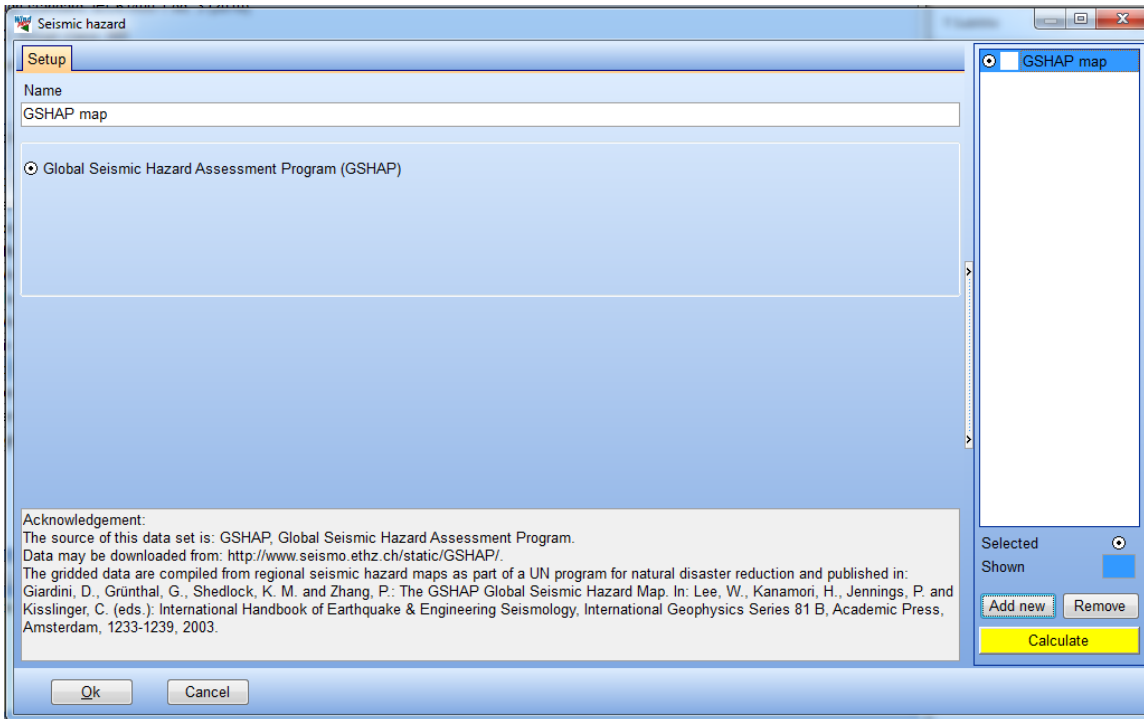 Seismic hazard
Setup
GSHAP map
Name
GSHAP map
Global Seismic Hazard Assessment Program (GSHAP)
Acknowledgement:
The source of this data set is: GSHAP, Global Seismic Hazard Assessment Program.
Data may be downloaded from: http://www.seismo.ethz.ch/static/GSHAP/.
The gridded data are compiled from regional seismic hazard maps as part of a UN program for natural disaster reduction and published in:
Giardini, D., Grünthal, G., Shedlock, K. M. and Zhang, P.: The GSHAP Global Seismic Hazard Map. In: Lee, W., Kanamori, H., Jennings, P. and
Kisslinger, C. (eds.): International Handbook of Earthquake & Engineering Seismology, International Geophysics Series 81 B, Academic Press,
Amsterdam, 1233-1239, 2003.
Selected
Shown
Add new Remove
Calculate
Ok Cancel